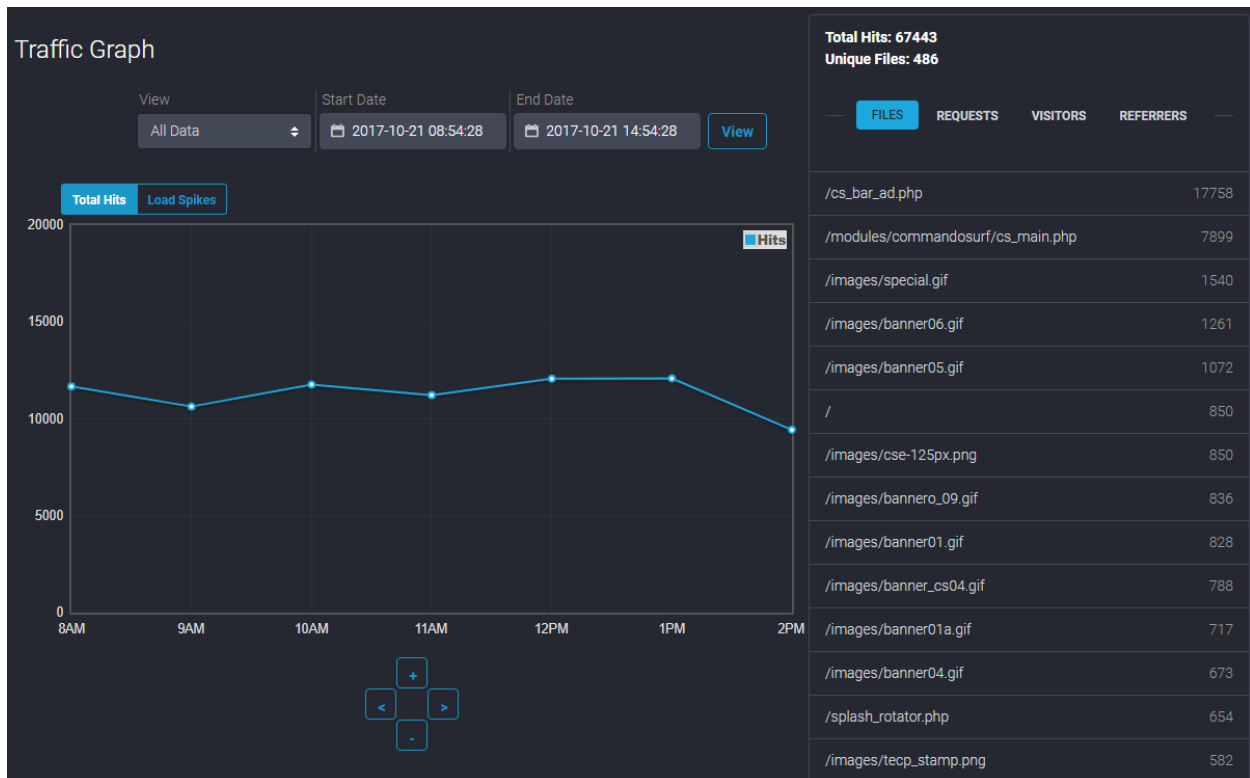 Traffic Graph
View
Start Date
End Date
All Data
2017-10-21 08:54:28
2017-10-21 14:54:28
View
Total Hits
Load Spikes
Hits
20000
15000
10000
5000
0
8AM 9AM 10AM 11AM 12PM 1PM 2PM
+
< >
-
Total Hits: 67443
Unique Files: 486
FILES REQUESTS VISITORS REFERRERS
/cs_bar_ad.php 17758
/modules/commandosurf/cs_main.php 7899
/images/special.gif 1540
/images/banner06.gif 1261
/images/banner05.gif 1072
/ 850
/images/cse-125px.png 850
/images/bannero_09.gif 836
/images/banner01.gif 828
/images/banner_cs04.gif 788
/images/banner01a.gif 717
/images/banner04.gif 673
/splash_rotator.php 654
/images/tecp_stamp.png 582